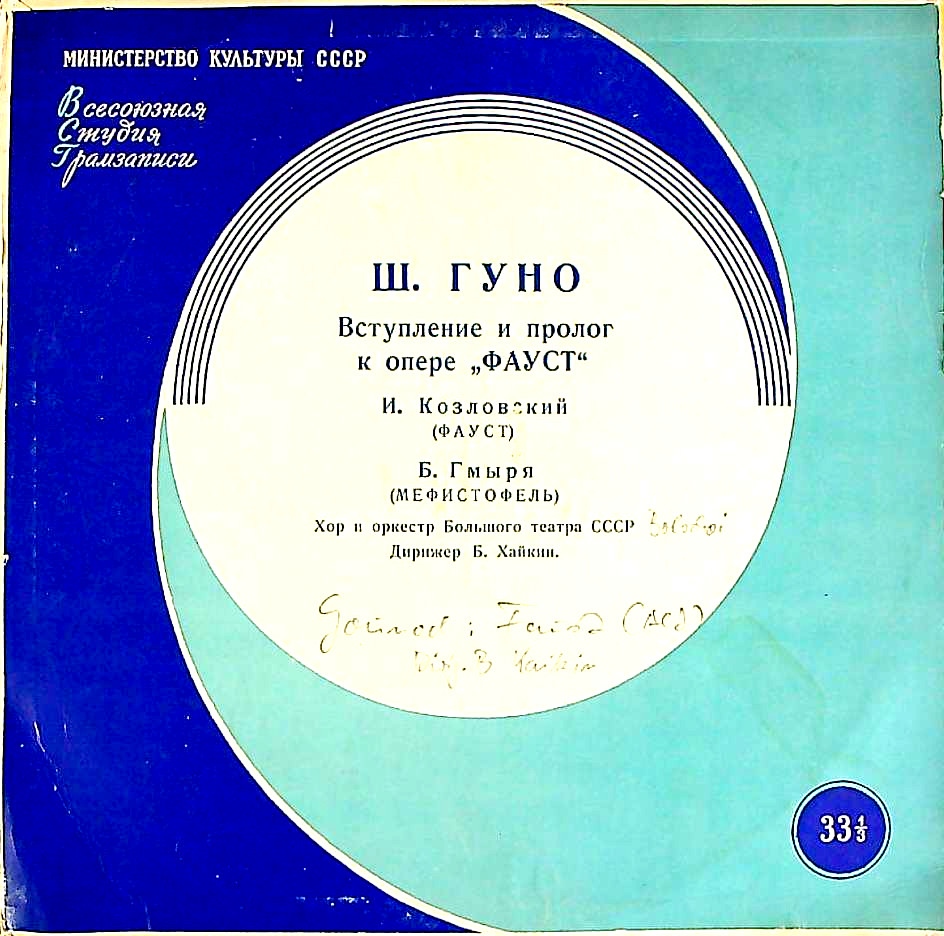 МИНИСТЕРСТВО КУЛЬТУРЫ СССР
Всесоюзная
Студия
Грамзаписи
Ш. ГУНО
Вступление и пролог
к опере „ФАУСТ“
И. Козловский
(ФАУСТ)
Б. Гмыря
(МЕФИСТОФЕЛЬ)
Хор и оркестр Большого театра СССР
Дирижер Б. Хайкин.
Gounod : Faust
B Haikin
33⅓